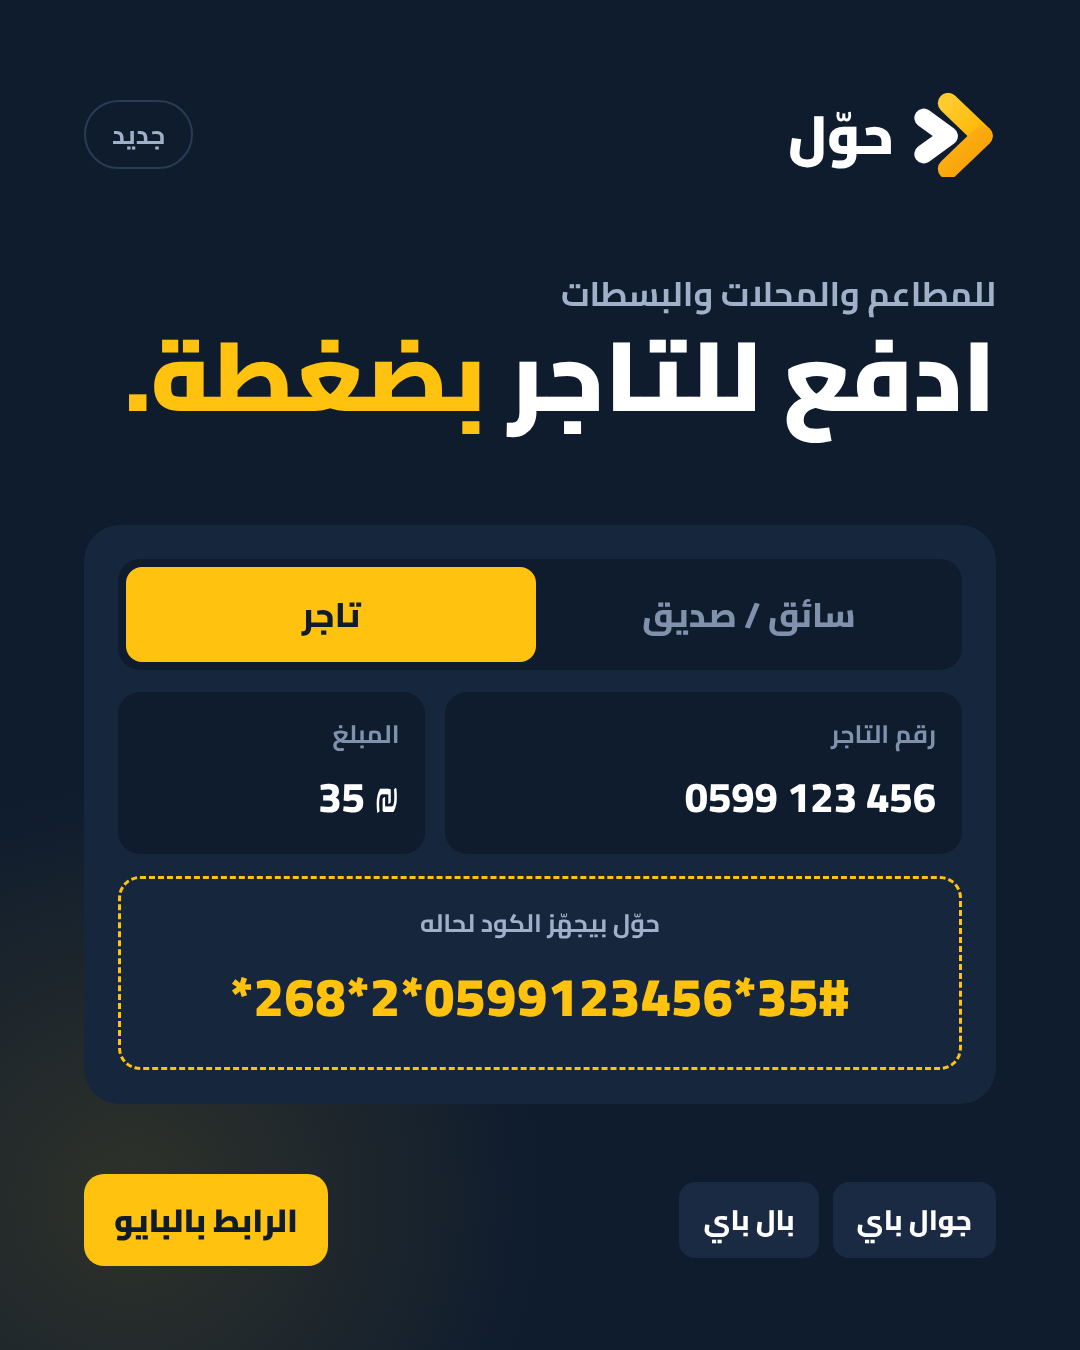 حوّل
جديد
للمطاعم والمحلات والبسطات
ادفع للتاجر بضغطة.
سائق / صديق
تاجر
رقم التاجر
0599 123 456
المبلغ
35 ₪
حوّل بيجهّز الكود لحاله
*268*2*0599123456*35#
جوال باي
بال باي
الرابط بالبايو